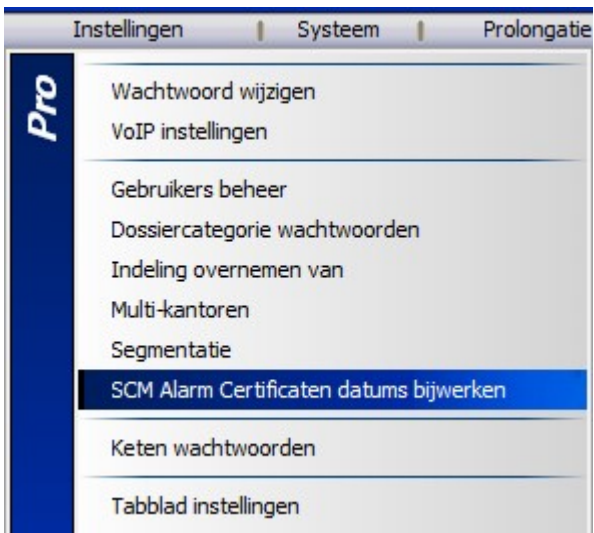 Instellingen | Systeem | Prolongatie
Pro
Wachtwoord wijzigen
VoIP instellingen
Gebruikers beheer
Dossiercategorie wachtwoorden
Indeling overnemen van
Multi-kantoren
Segmentatie
SCM Alarm Certificaten datums bijwerken
Keten wachtwoorden
Tabblad instellingen